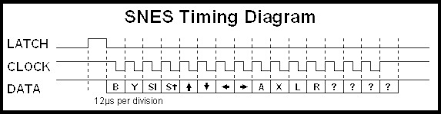 SNES Timing Diagram
LATCH
CLOCK
DATA B Y Sl St ↑ ↓ ← → A X L R ? ? ? ?
12µs per division